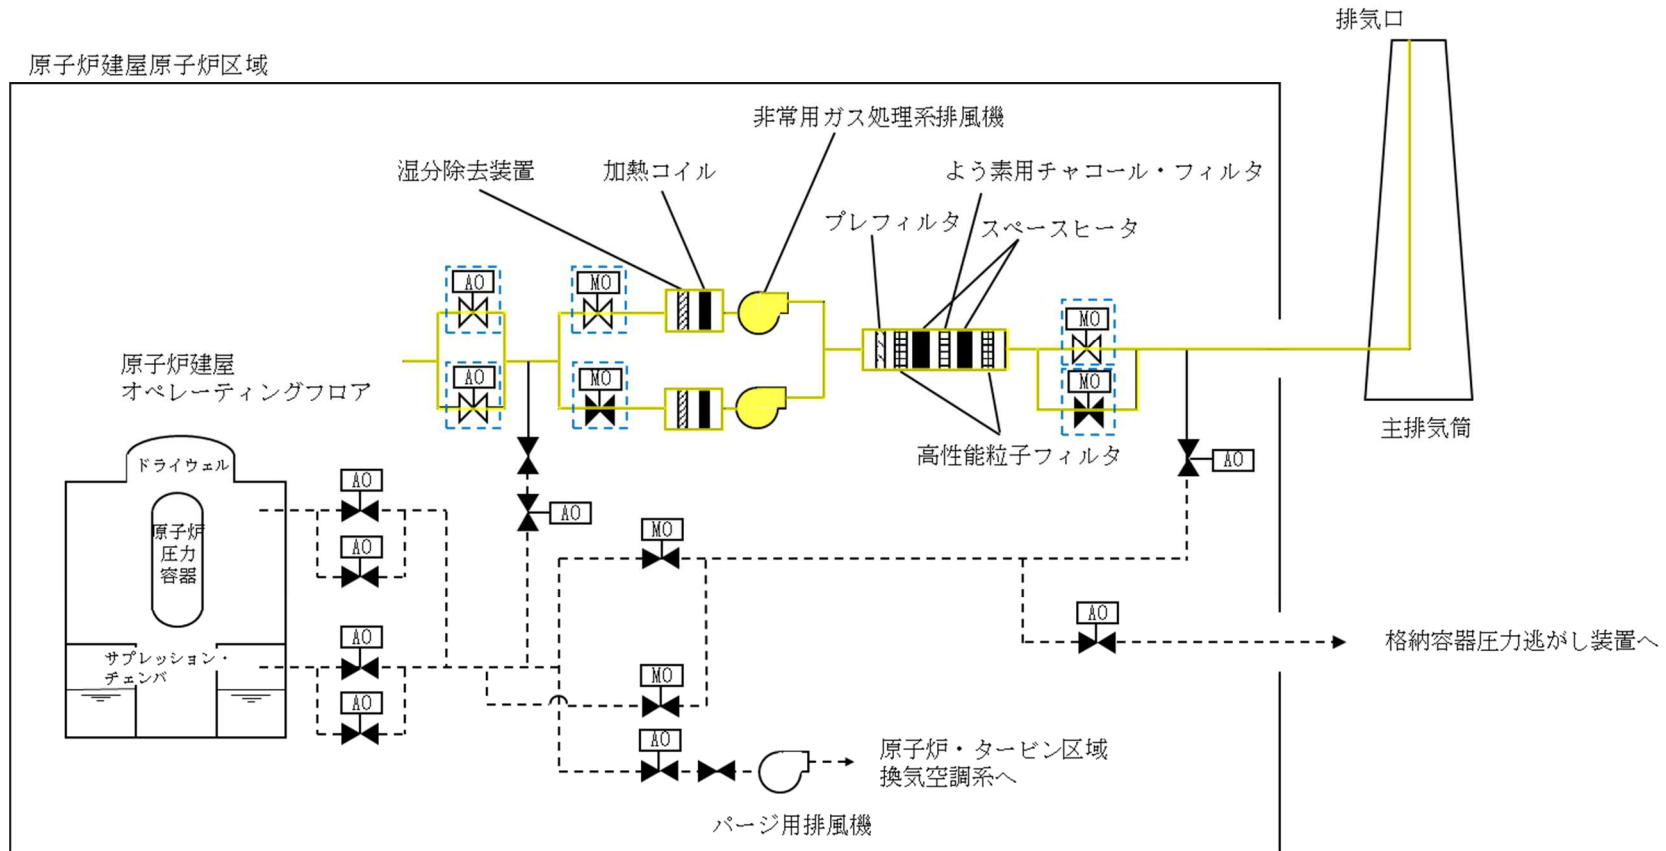 排気口
原子炉建屋原子炉区域
非常用ガス処理系排風機
湿分除去装置
加熱コイル
よう素用チャコール・フィルタ
プレフィルタ
スペースヒータ
AO
MO
MO
原子炉建屋
オペレーティングフロア
AO
MO
MO
主排気筒
高性能粒子フィルタ
ドライウェル
AO
AO
AO
原子炉
圧力
容器
AO
MO
AO
AO
サプレッション・
チェンバ
格納容器圧力逃がし装置へ
AO
MO
AO
原子炉・タービン区域
換気空調系へ
パージ用排風機